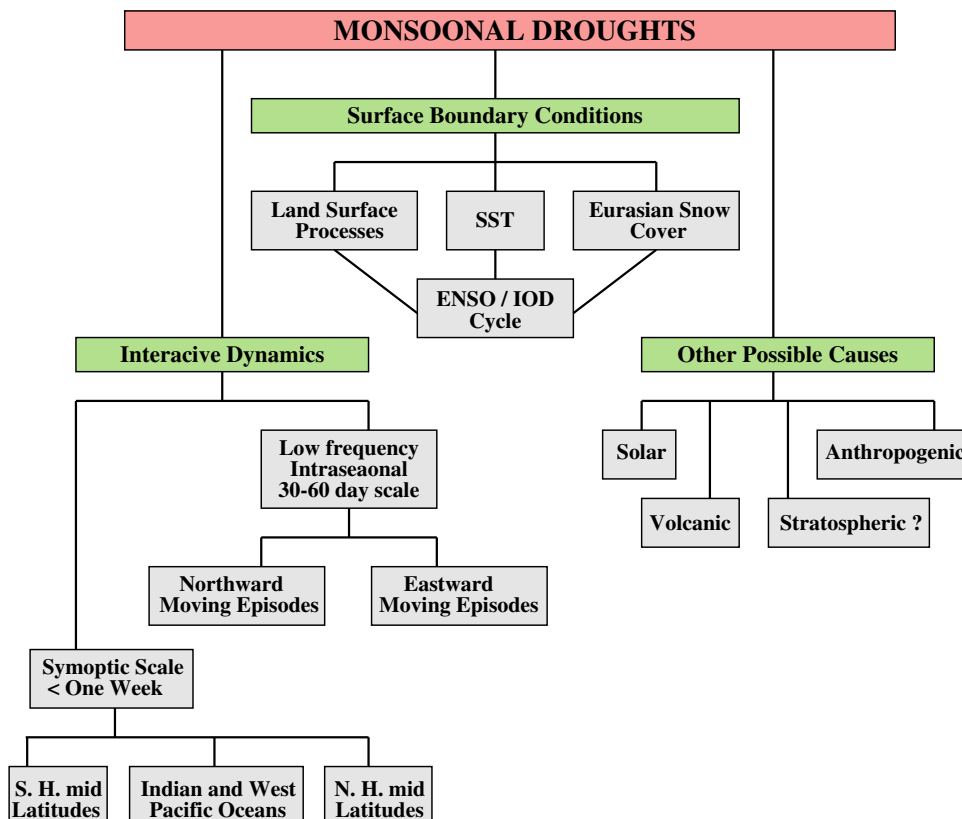 MONSOONAL DROUGHTS
Surface Boundary Conditions
Land Surface
Processes
SST
Eurasian Snow
Cover
ENSO / IOD
Cycle
Interacive Dynamics
Other Possible Causes
Low frequency
Intraseaonal
30-60 day scale
Solar
Anthropogenic
Volcanic
Stratospheric ?
Northward
Moving Episodes
Eastward
Moving Episodes
Symoptic Scale
< One Week
S. H. mid
Latitudes
Indian and West
Pacific Oceans
N. H. mid
Latitudes